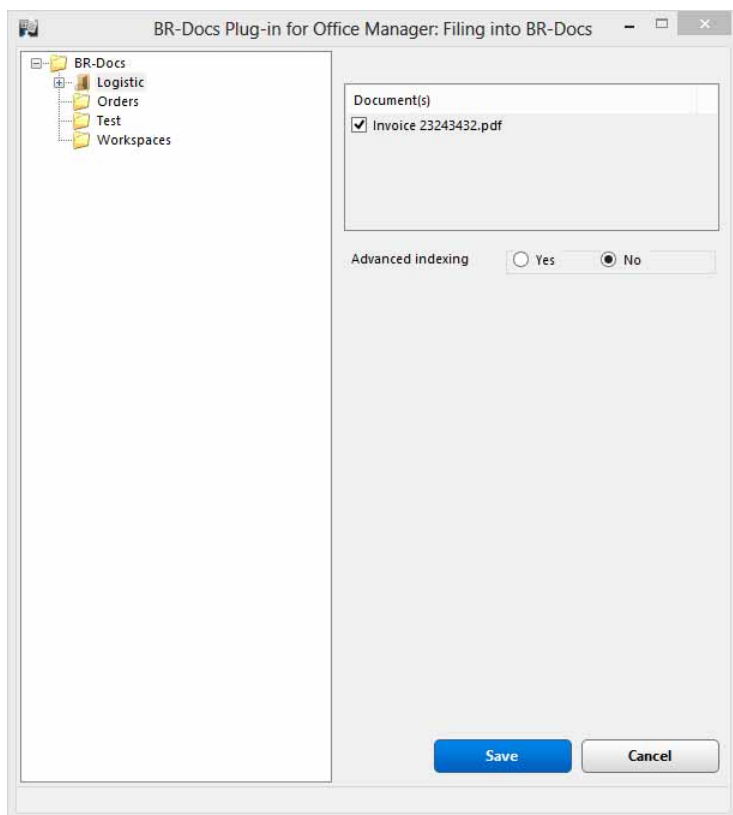 BR-Docs Plug-in for Office Manager: Filing into BR-Docs
BR-Docs
Logistic
Orders
Test
Workspaces
Document(s)
Invoice 23243432.pdf
Advanced indexing
Yes
No
Save
Cancel